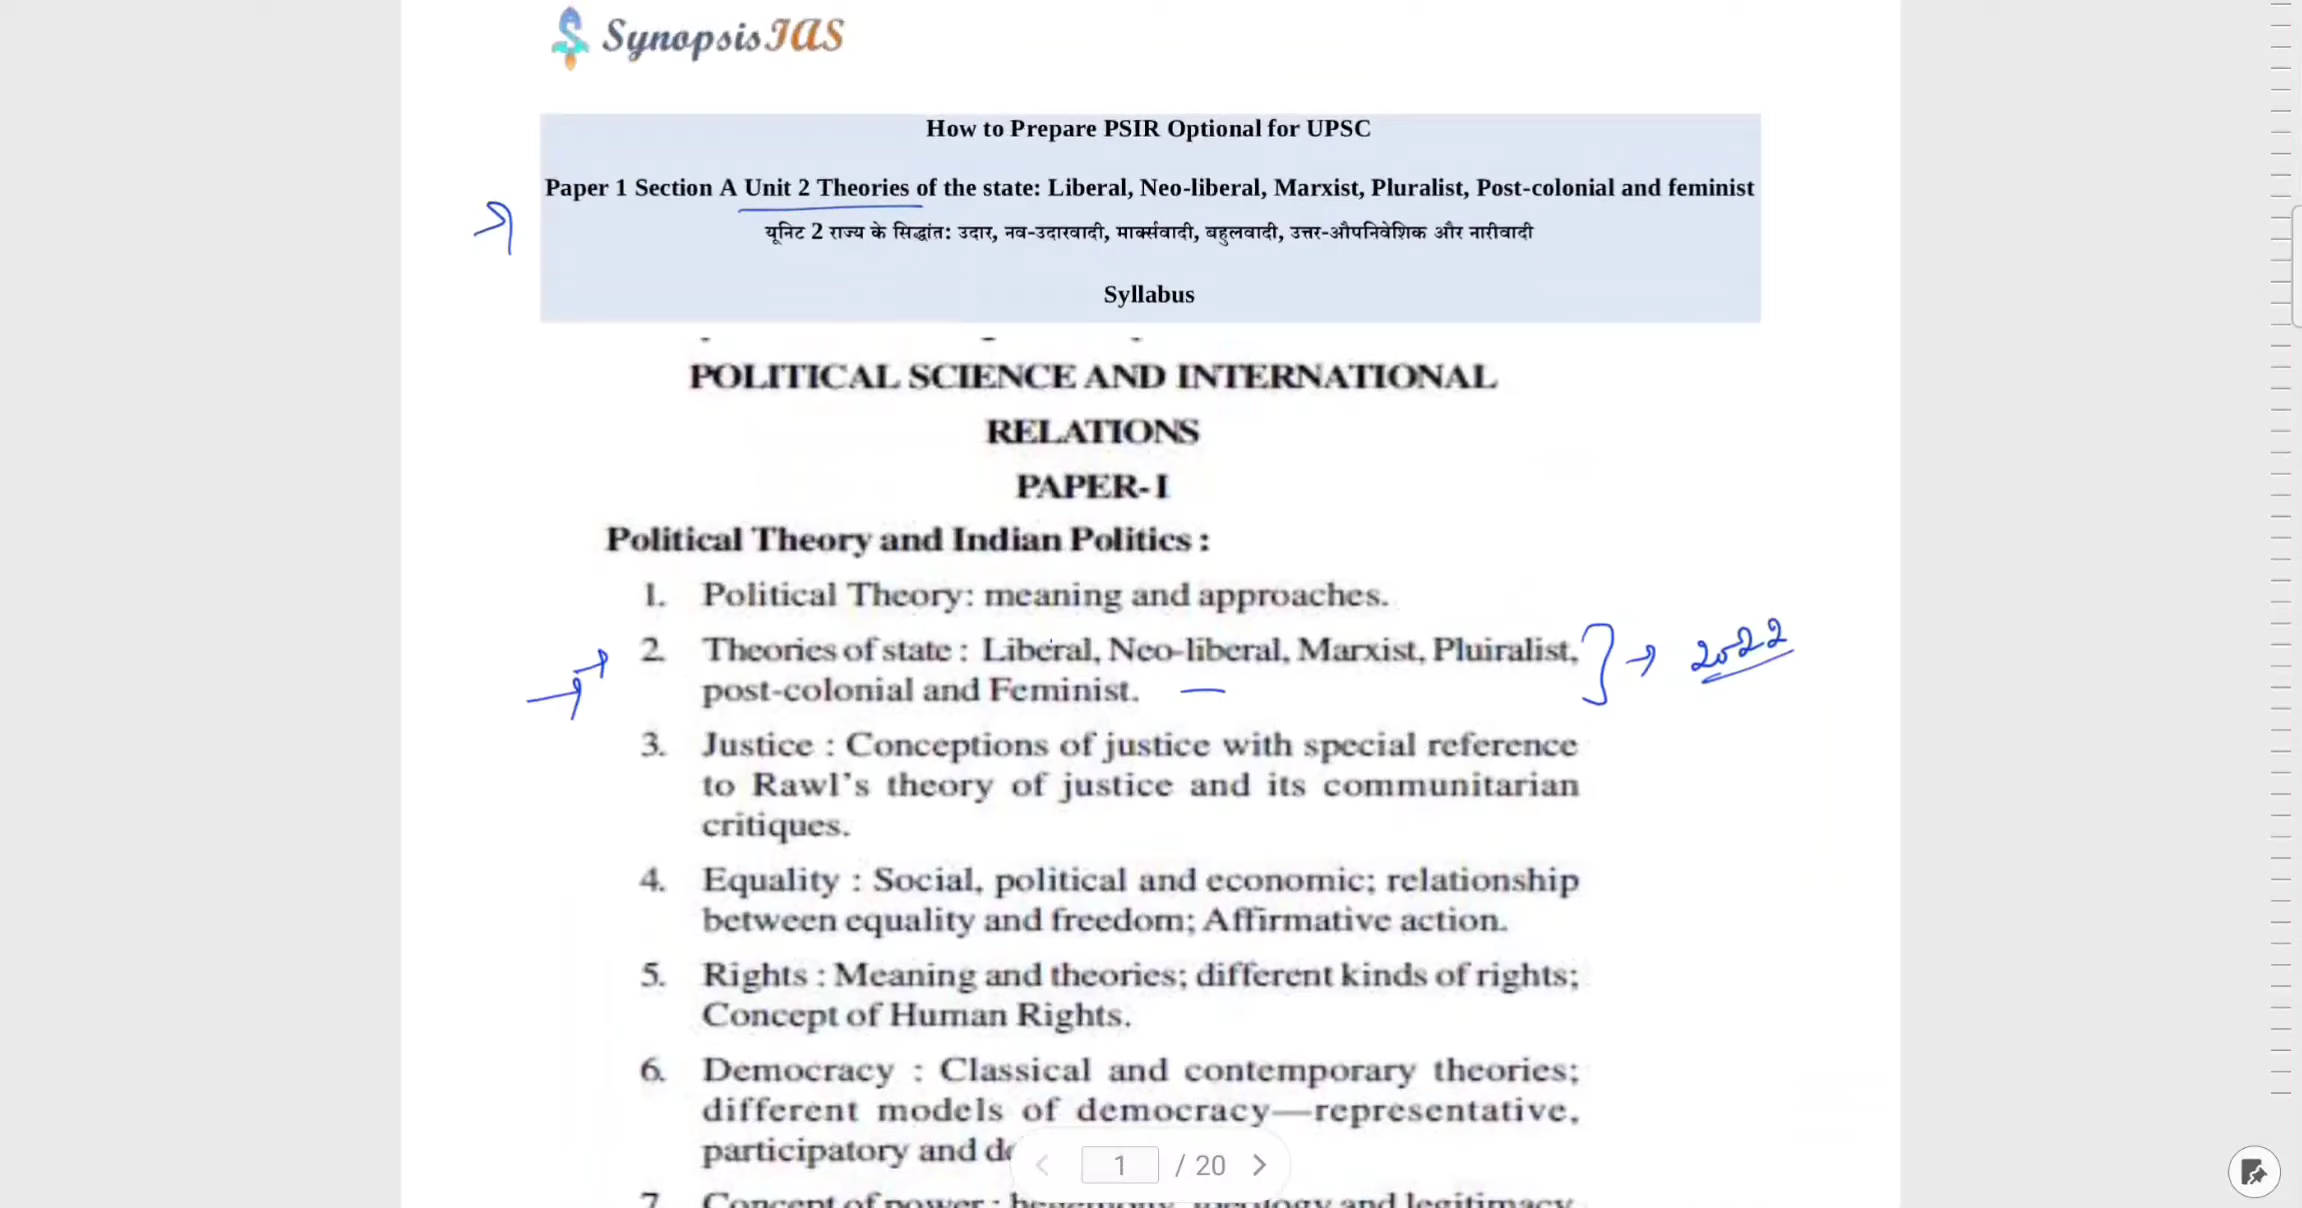 SynopsisIAS
How to Prepare PSIR Optional for UPSC
Paper 1 Section A Unit 2 Theories of the state: Liberal, Neo-liberal, Marxist, Pluralist, Post-colonial and feminist
यूनिट 2 राज्य के सिद्धांत: उदार, नव-उदारवादी, मार्क्सवादी, बहुलवादी, उत्तर-औपनिवेशिक और नारीवादी
Syllabus
POLITICAL SCIENCE AND INTERNATIONAL
RELATIONS
PAPER-I
Political Theory and Indian Politics :
1. Political Theory: meaning and approaches.
2. Theories of state : Liberal, Neo-liberal, Marxist, Pluiralist,
post-colonial and Feminist.
2022
3. Justice : Conceptions of justice with special reference
to Rawl's theory of justice and its communitarian
critiques.
4. Equality : Social, political and economic; relationship
between equality and freedom; Affirmative action.
5. Rights : Meaning and theories; different kinds of rights;
Concept of Human Rights.
6. Democracy : Classical and contemporary theories;
different models of democracy—representative,
participatory and
1 / 20
7. Concept of power : and legitimacy